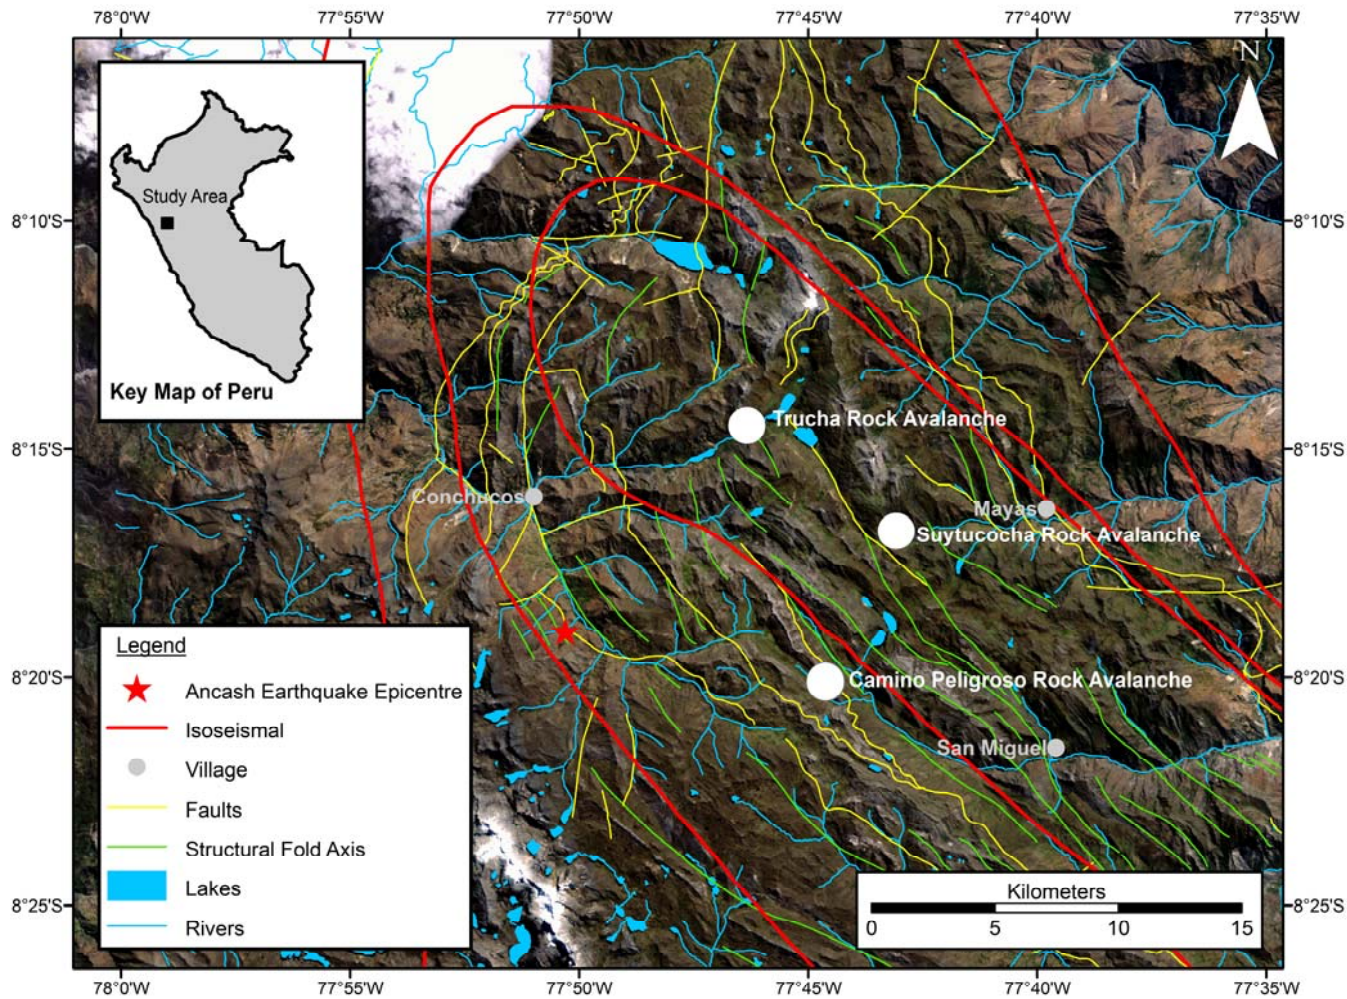 78°0'W 77°55'W 77°50'W 77°45'W 77°40'W 77°35'W
N
Study Area
Key Map of Peru
8°10'S 8°10'S
8°15'S 8°15'S
Trucha Rock Avalanche
Conchucos
Mayas
Suytucocha Rock Avalanche
8°20'S 8°20'S
Camino Peligroso Rock Avalanche
San Miguel
Legend
Ancash Earthquake Epicentre
Isoseismal
Village
Faults
Structural Fold Axis
Lakes
Rivers
Kilometers
0 5 10 15
8°25'S 8°25'S
78°0'W 77°55'W 77°50'W 77°45'W 77°40'W 77°35'W